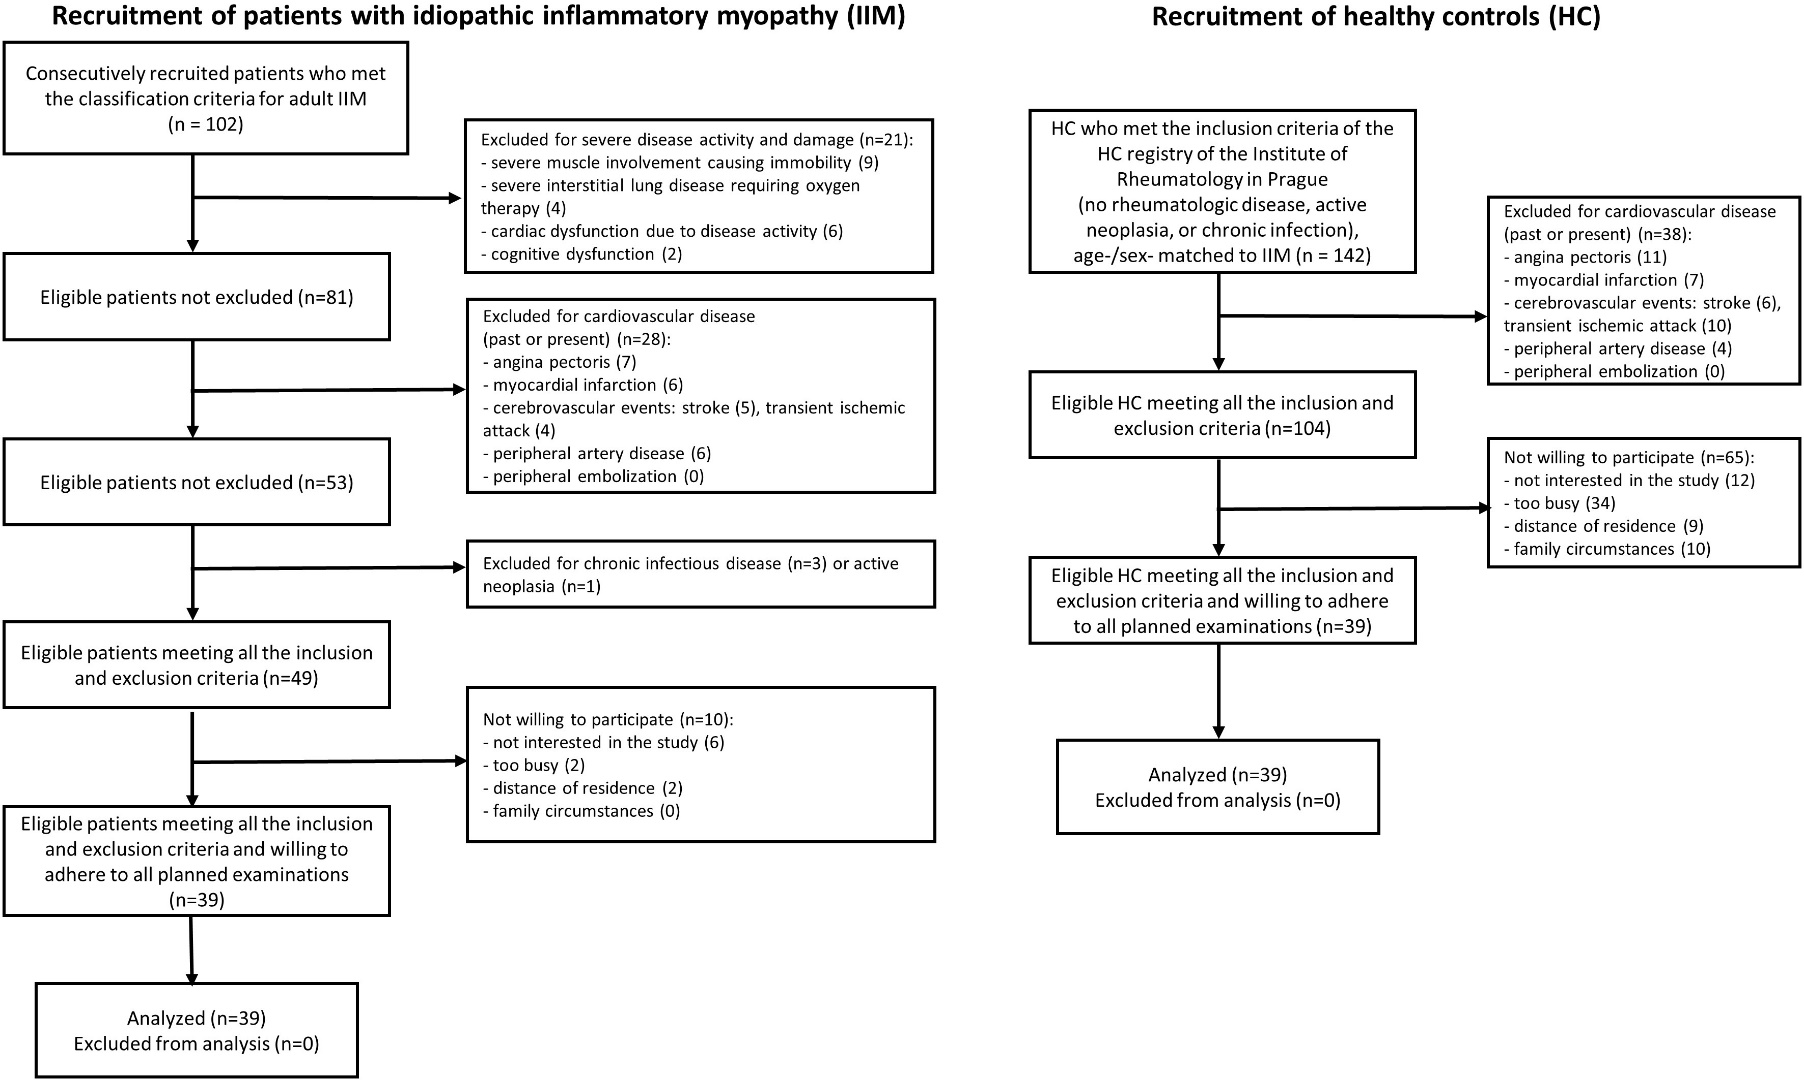 Recruitment of patients with idiopathic inflammatory myopathy (IIM)
Consecutively recruited patients who met
the classification criteria for adult IIM
(n = 102)
Excluded for severe disease activity and damage (n=21):
- severe muscle involvement causing immobility (9)
- severe interstitial lung disease requiring oxygen
therapy (4)
- cardiac dysfunction due to disease activity (6)
- cognitive dysfunction (2)
Eligible patients not excluded (n=81)
Excluded for cardiovascular disease
(past or present) (n=28):
- angina pectoris (7)
- myocardial infarction (6)
- cerebrovascular events: stroke (5), transient ischemic
attack (4)
- peripheral artery disease (6)
- peripheral embolization (0)
Eligible patients not excluded (n=53)
Excluded for chronic infectious disease (n=3) or active
neoplasia (n=1)
Eligible patients meeting all the inclusion
and exclusion criteria (n=49)
Not willing to participate (n=10):
- not interested in the study (6)
- too busy (2)
- distance of residence (2)
- family circumstances (0)
Eligible patients meeting all the inclusion
and exclusion criteria and willing to
adhere to all planned examinations
(n=39)
Analyzed (n=39)
Excluded from analysis (n=0)
Recruitment of healthy controls (HC)
HC who met the inclusion criteria of the
HC registry of the Institute of
Rheumatology in Prague
(no rheumatologic disease, active
neoplasia, or chronic infection),
age-/sex- matched to IIM (n = 142)
Excluded for cardiovascular disease
(past or present) (n=38):
- angina pectoris (11)
- myocardial infarction (7)
- cerebrovascular events: stroke (6),
transient ischemic attack (10)
- peripheral artery disease (4)
- peripheral embolization (0)
Eligible HC meeting all the inclusion and
exclusion criteria (n=104)
Not willing to participate (n=65):
- not interested in the study (12)
- too busy (34)
- distance of residence (9)
- family circumstances (10)
Eligible HC meeting all the inclusion and
exclusion criteria and willing to adhere
to all planned examinations (n=39)
Analyzed (n=39)
Excluded from analysis (n=0)